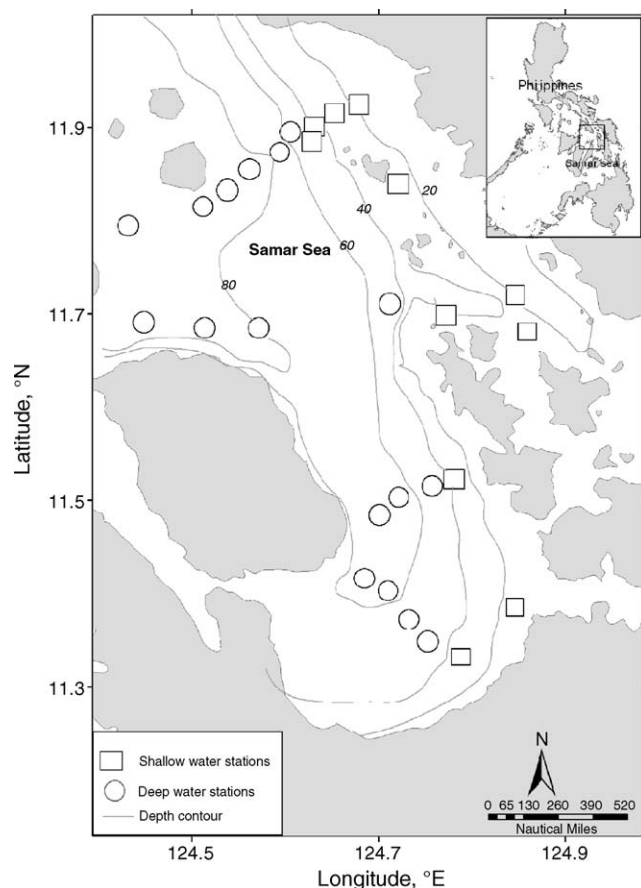 Philippines
Samar Sea
11.9
20
40
Samar Sea
60
80
11.7
Latitude, °N
11.5
11.3
Shallow water stations
Deep water stations
Depth contour
N
0 65 130 260 390 520
Nautical Miles
124.5 124.7 124.9
Longitude, °E